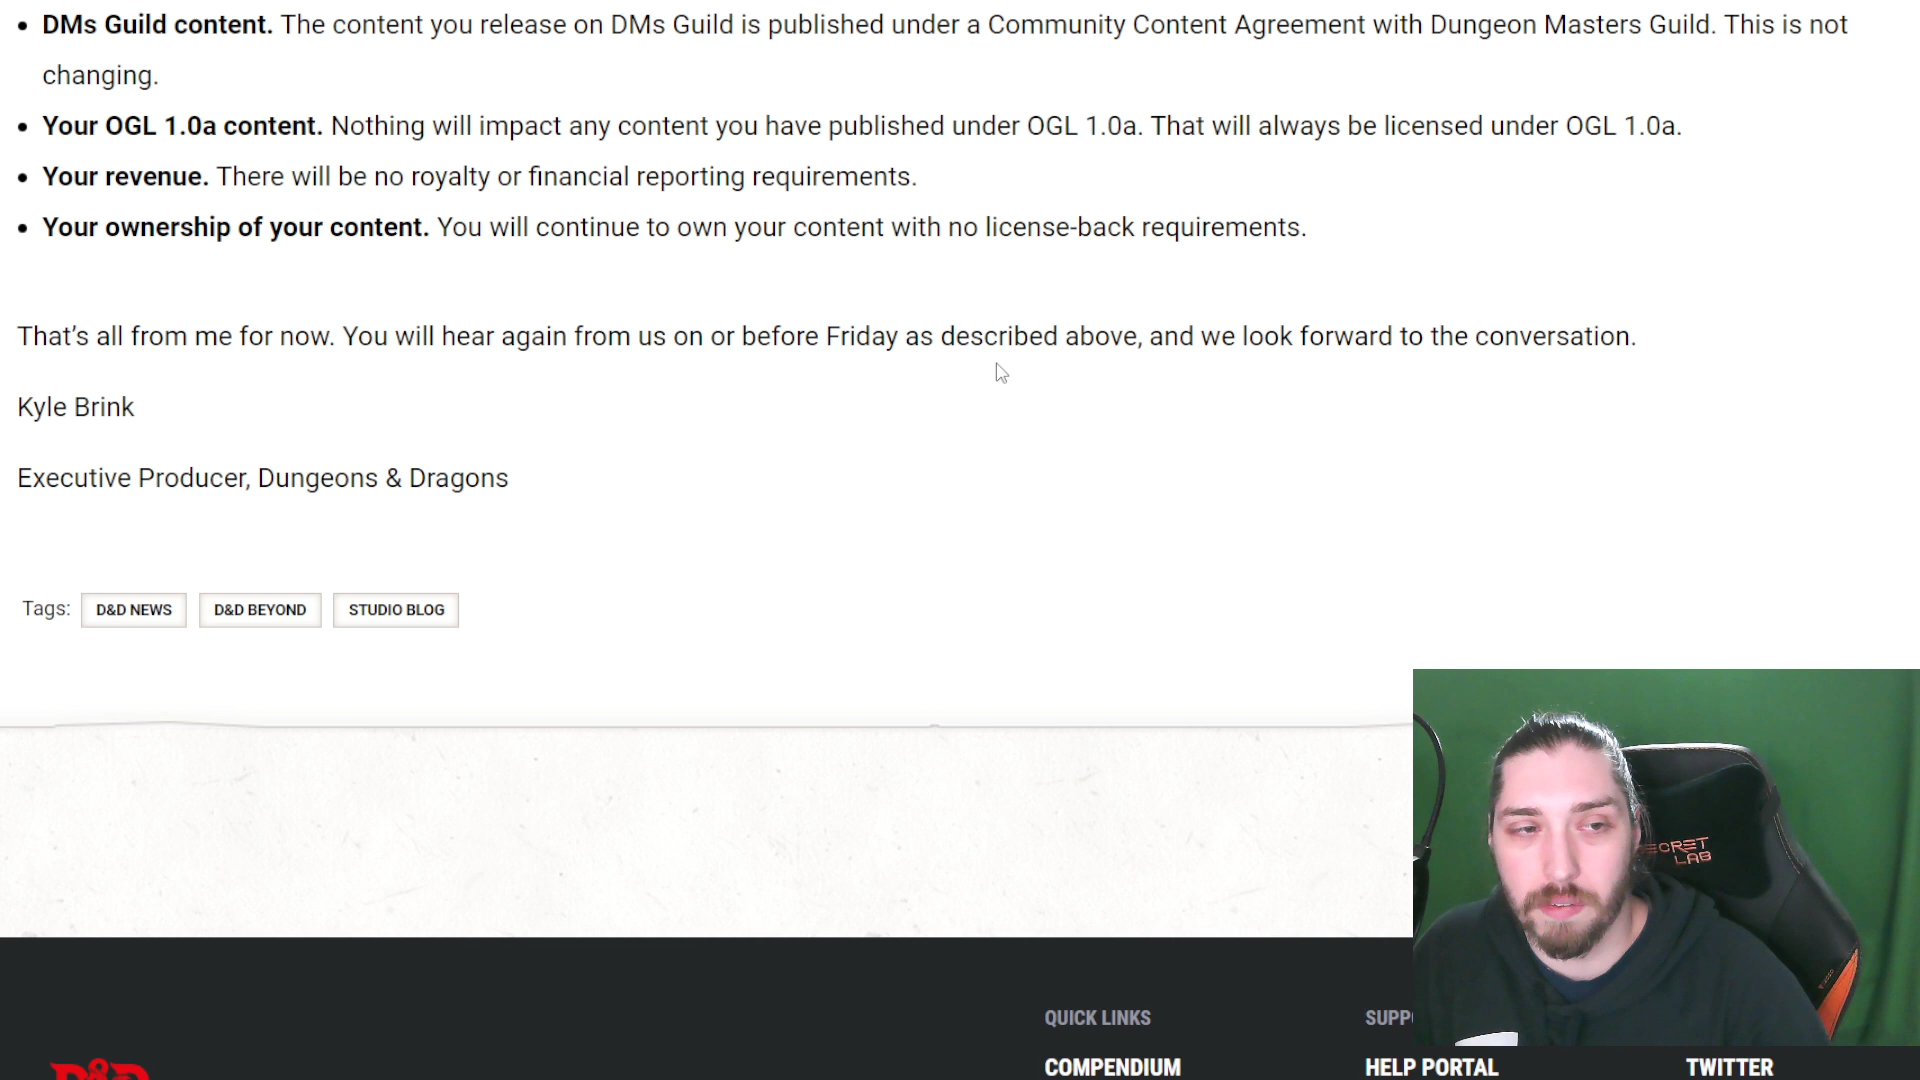 • DMs Guild content. The content you release on DMs Guild is published under a Community Content Agreement with Dungeon Masters Guild. This is not
changing.
• Your OGL 1.0a content. Nothing will impact any content you have published under OGL 1.0a. That will always be licensed under OGL 1.0a.
• Your revenue. There will be no royalty or financial reporting requirements.
• Your ownership of your content. You will continue to own your content with no license-back requirements.
That’s all from me for now. You will hear again from us on or before Friday as described above, and we look forward to the conversation.
Kyle Brink
Executive Producer, Dungeons & Dragons
Tags: D&D NEWS D&D BEYOND STUDIO BLOG
ECRET
LAB
QUICK LINKS SUPP
COMPENDIUM HELP PORTAL TWITTER
D&D